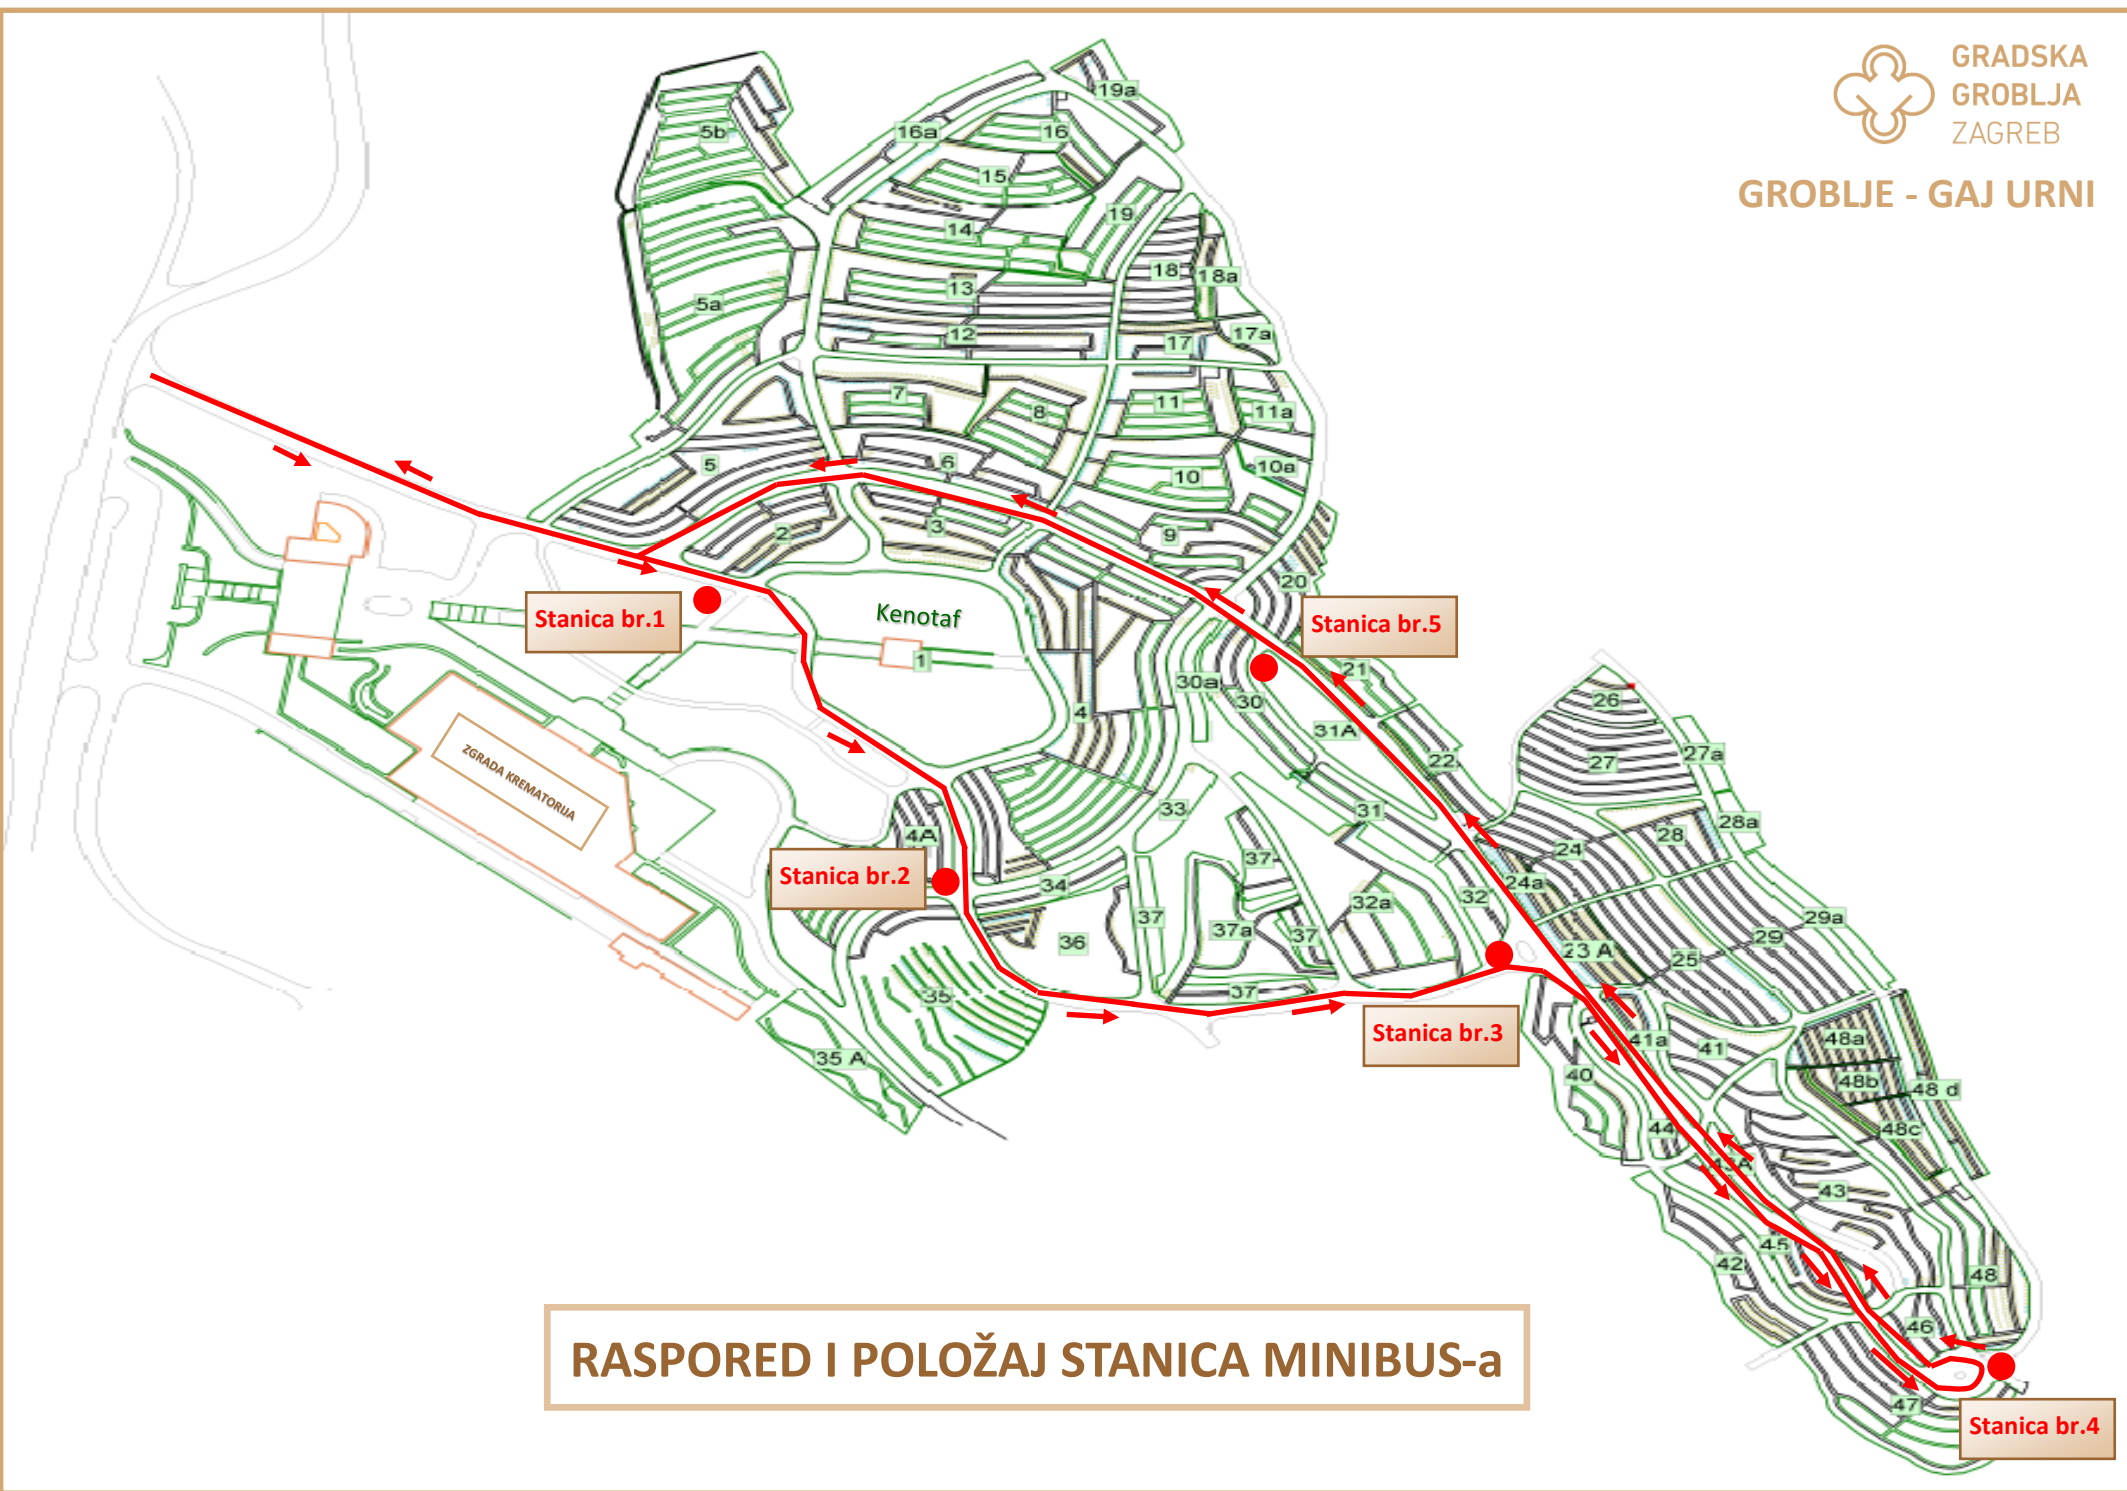 GRADSKA
GROBLJA
ZAGREB
GROBLJE - GAJ URNI
19a
5b
16a
16
15
19
14
18
18a
13
5a
12
17
17a
7
8
11
11a
5
6
10
10a
2
3
9
20
Stanica br.1
Kenotaf
Stanica br.5
1
21
30a
30
26
4
31A
22
27
27a
ZGRADA KREMATORIJA
33
31
28a
4A
28
24
37
Stanica br.2
34
24a
32
32a
37
37a
37
29a
36
23 A
29
25
35
37
Stanica br.3
41a
41
48a
35 A
40
48b
48 d
44
48c
43A
43
45
42
48
46
RASPORED I POLOŽAJ STANICA MINIBUS-a
47
Stanica br.4